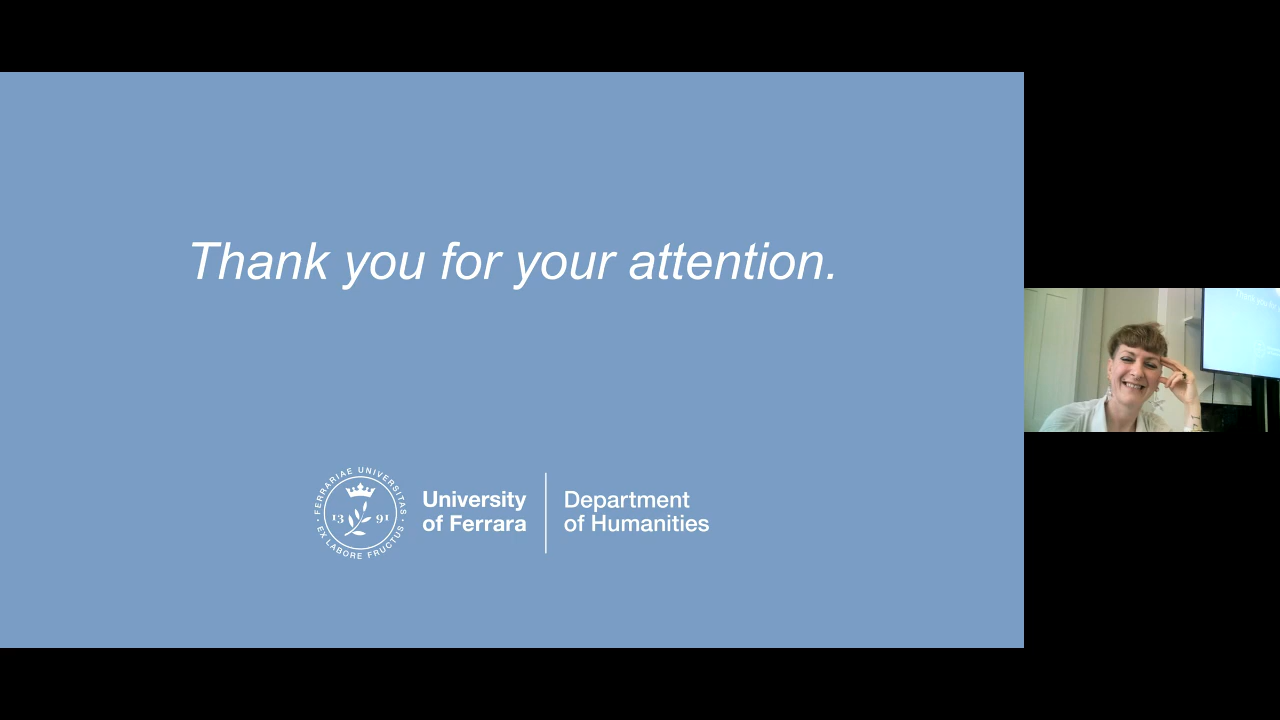 Thank you for your attention.
FERRARIAE UNIVERSITAS
13 91
EX LABORE FRUCTUS
University
of Ferrara
Department
of Humanities